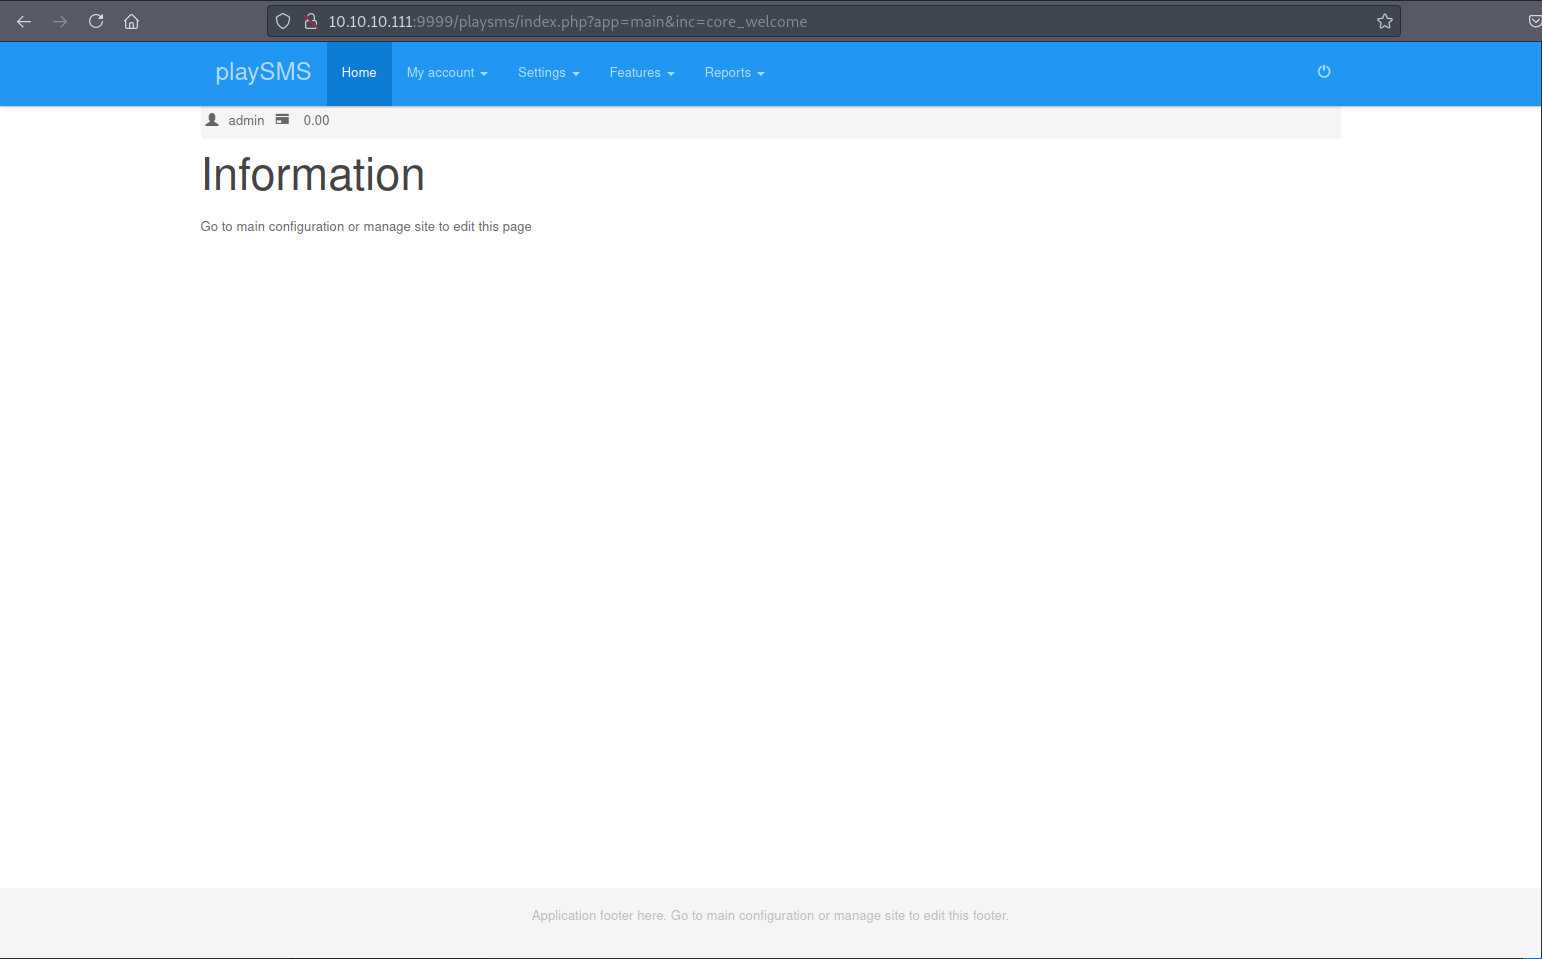 10.10.10.111:9999/playsms/index.php?app=main&inc=core_welcome
playSMS Home My account Settings Features Reports
admin 0.00
Information
Go to main configuration or manage site to edit this page
Application footer here. Go to main configuration or manage site to edit this footer.